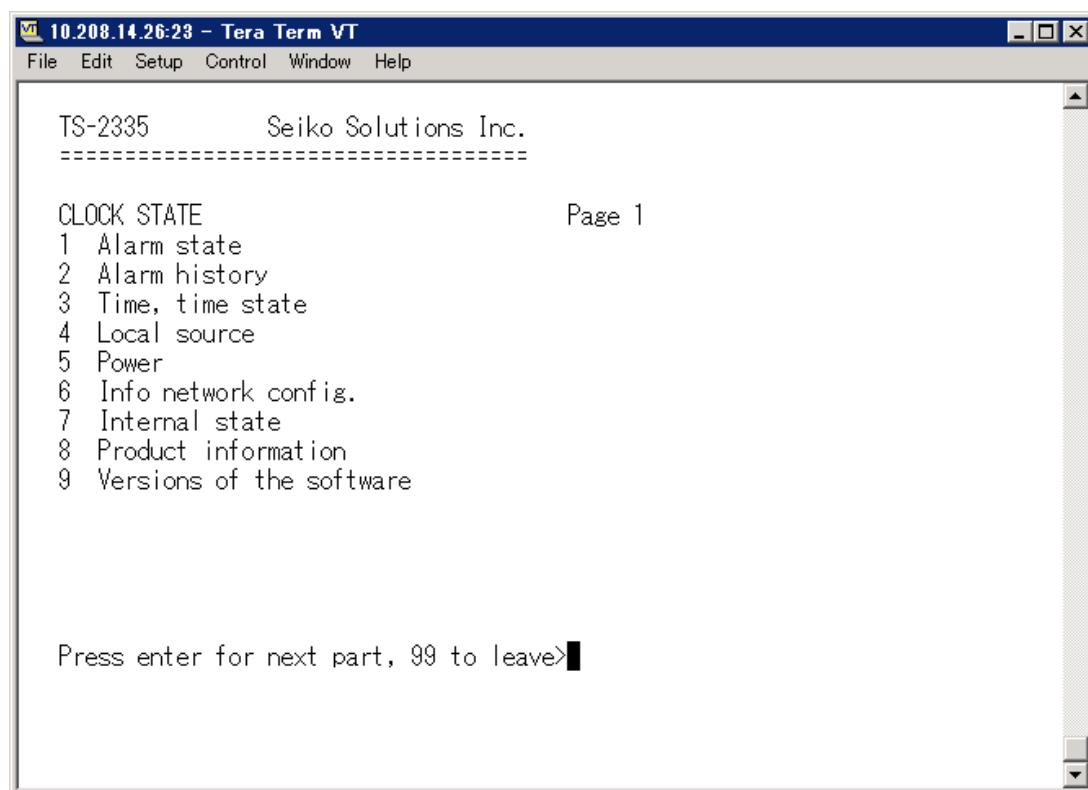 10.208.14.26:23 – Tera Term VT
File Edit Setup Control Window Help
TS-2335 Seiko Solutions Inc.
====================================
CLOCK STATE Page 1
1 Alarm state
2 Alarm history
3 Time, time state
4 Local source
5 Power
6 Info network config.
7 Internal state
8 Product information
9 Versions of the software
Press enter for next part, 99 to leave>